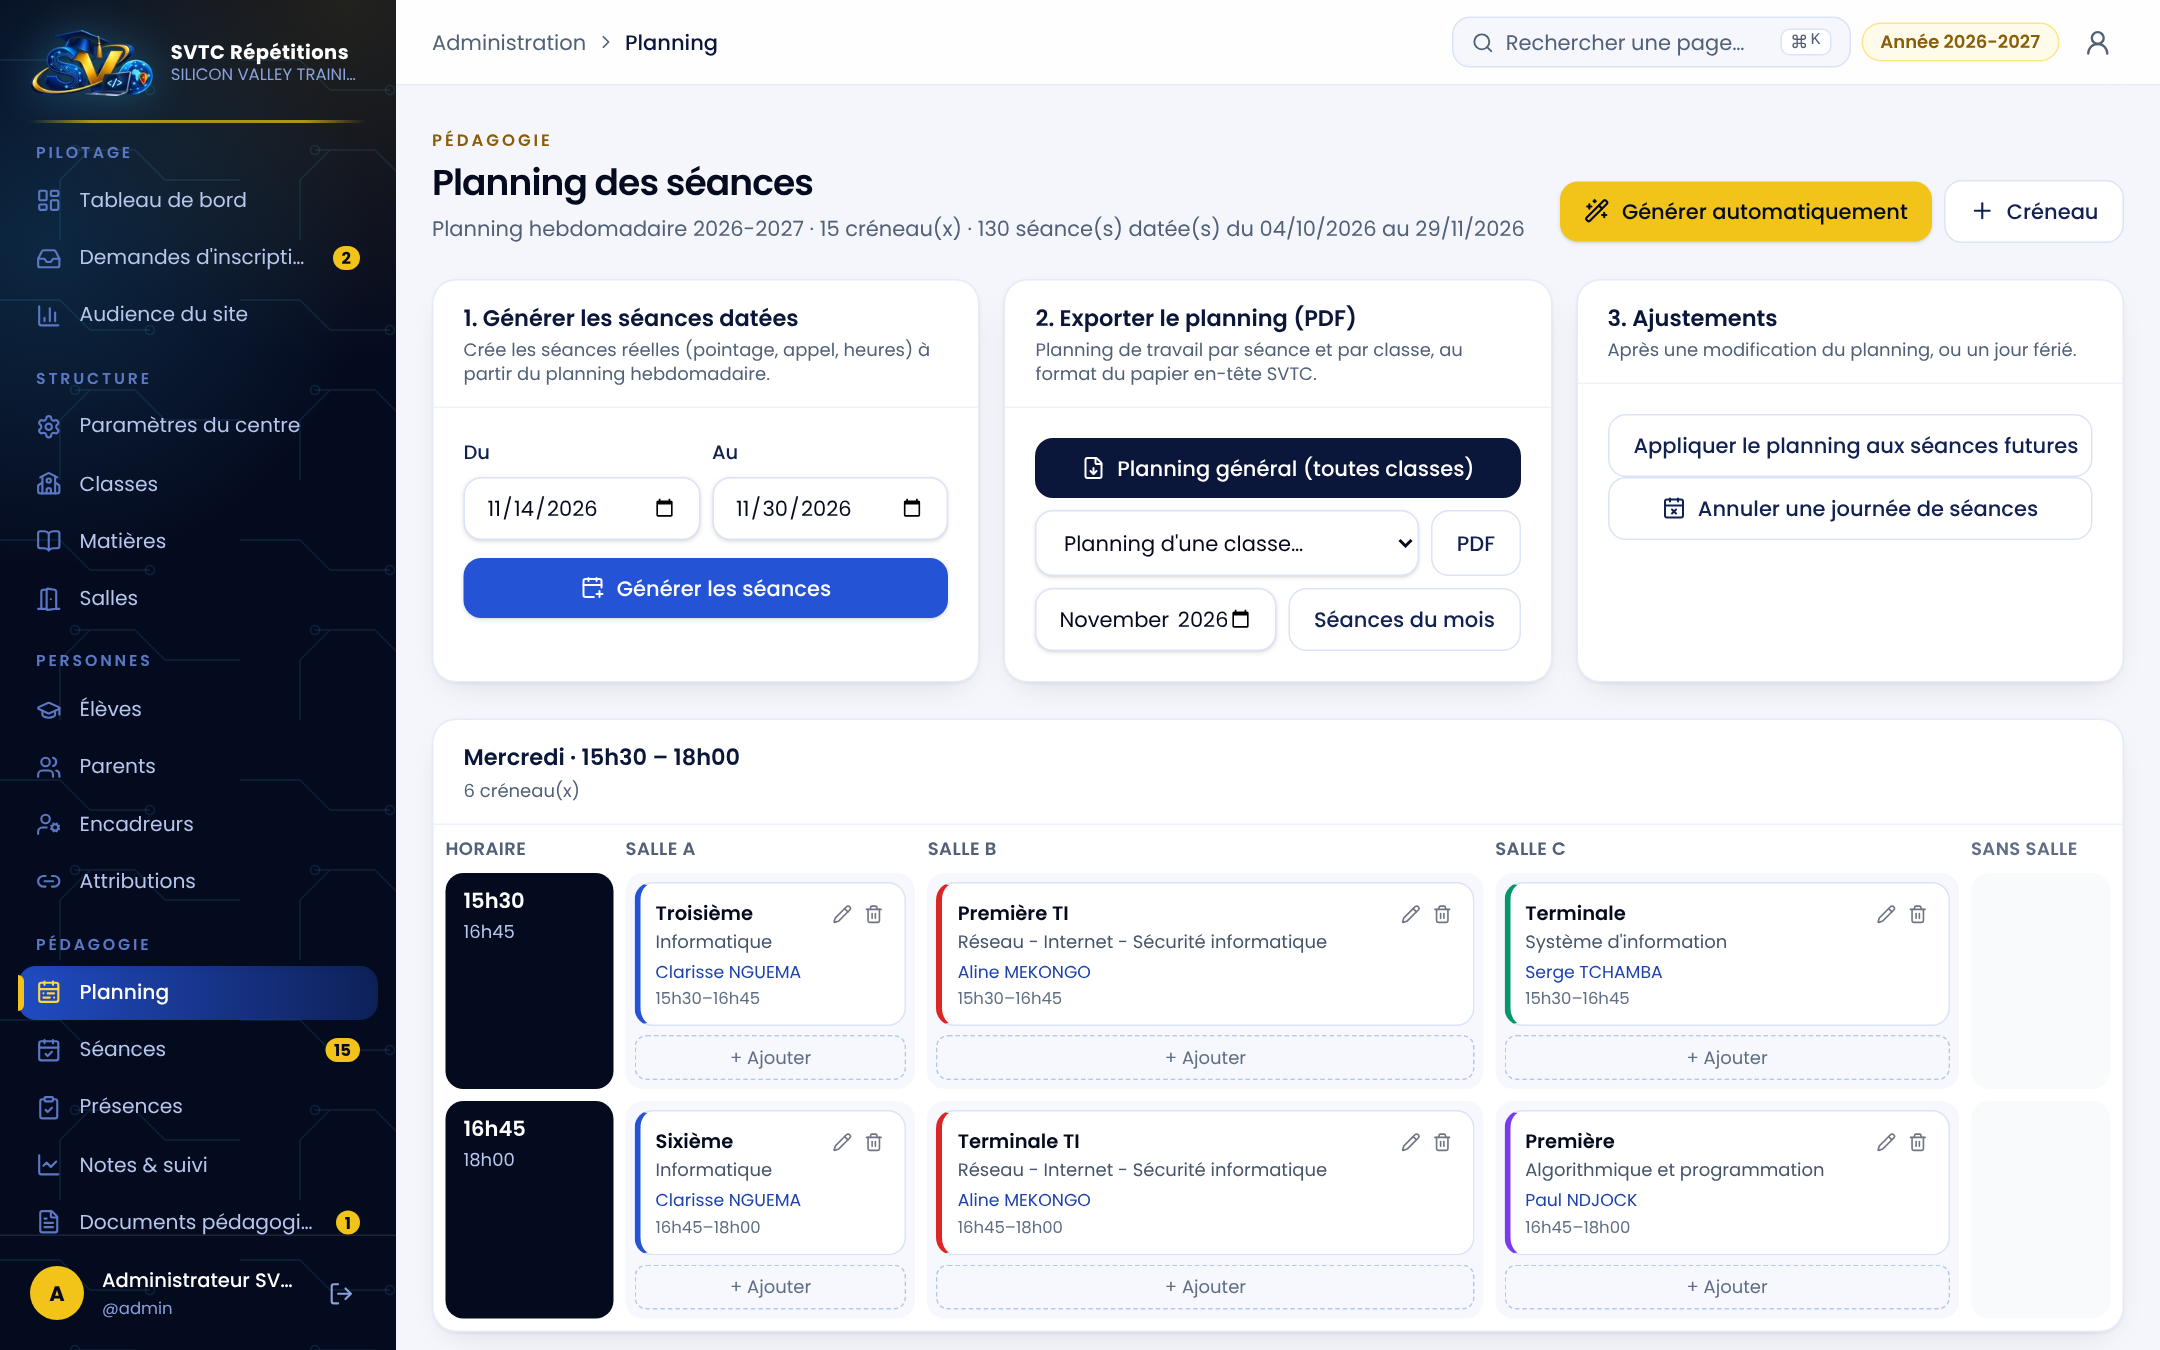 SVTC Répétitions
SILICON VALLEY TRAINI...
PILOTAGE
Tableau de bord
Demandes d'inscripti... 2
Audience du site
STRUCTURE
Paramètres du centre
Classes
Matières
Salles
PERSONNES
Élèves
Parents
Encadreurs
Attributions
PÉDAGOGIE
Planning
Séances 15
Présences
Notes & suivi
Documents pédagogi... 1
A
Administrateur SV...
@admin
Administration > Planning
Rechercher une page... ⌘K
Année 2026-2027
PÉDAGOGIE
Planning des séances
Planning hebdomadaire 2026-2027 · 15 créneau(x) · 130 séance(s) datée(s) du 04/10/2026 au 29/11/2026
Générer automatiquement
+ Créneau
1. Générer les séances datées
Crée les séances réelles (pointage, appel, heures) à
partir du planning hebdomadaire.
Du Au
11/14/2026 11/30/2026
Générer les séances
2. Exporter le planning (PDF)
Planning de travail par séance et par classe, au
format du papier en-tête SVTC.
Planning général (toutes classes)
Planning d'une classe... PDF
November 2026 Séances du mois
3. Ajustements
Après une modification du planning, ou un jour férié.
Appliquer le planning aux séances futures
Annuler une journée de séances
Mercredi · 15h30 – 18h00
6 créneau(x)
HORAIRE SALLE A SALLE B SALLE C SANS SALLE
15h30
16h45
Troisième
Informatique
Clarisse NGUEMA
15h30–16h45
+ Ajouter
Première TI
Réseau - Internet - Sécurité informatique
Aline MEKONGO
15h30–16h45
+ Ajouter
Terminale
Système d'information
Serge TCHAMBA
15h30–16h45
+ Ajouter
16h45
18h00
Sixième
Informatique
Clarisse NGUEMA
16h45–18h00
+ Ajouter
Terminale TI
Réseau - Internet - Sécurité informatique
Aline MEKONGO
16h45–18h00
+ Ajouter
Première
Algorithmique et programmation
Paul NDJOCK
16h45–18h00
+ Ajouter